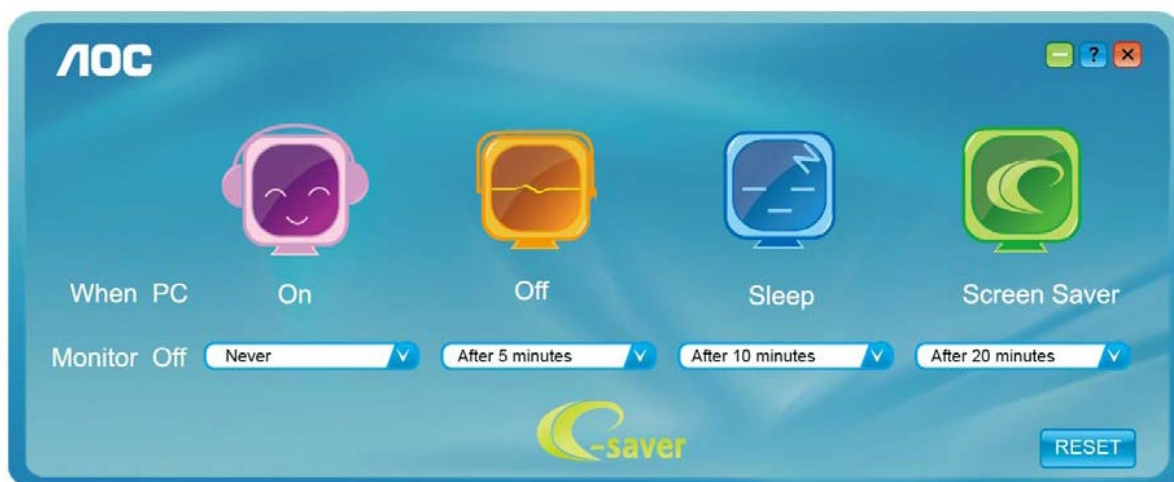 AOC
?
When PC On Off Sleep Screen Saver
Monitor Off Never After 5 minutes After 10 minutes After 20 minutes
e-saver
RESET